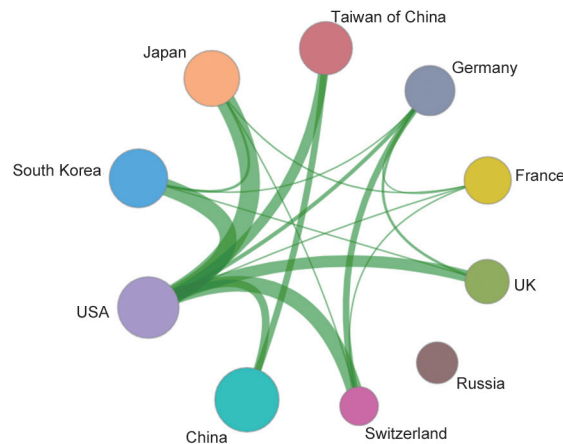 Taiwan of China
Japan
Germany
South Korea
France
USA
UK
Russia
China
Switzerland